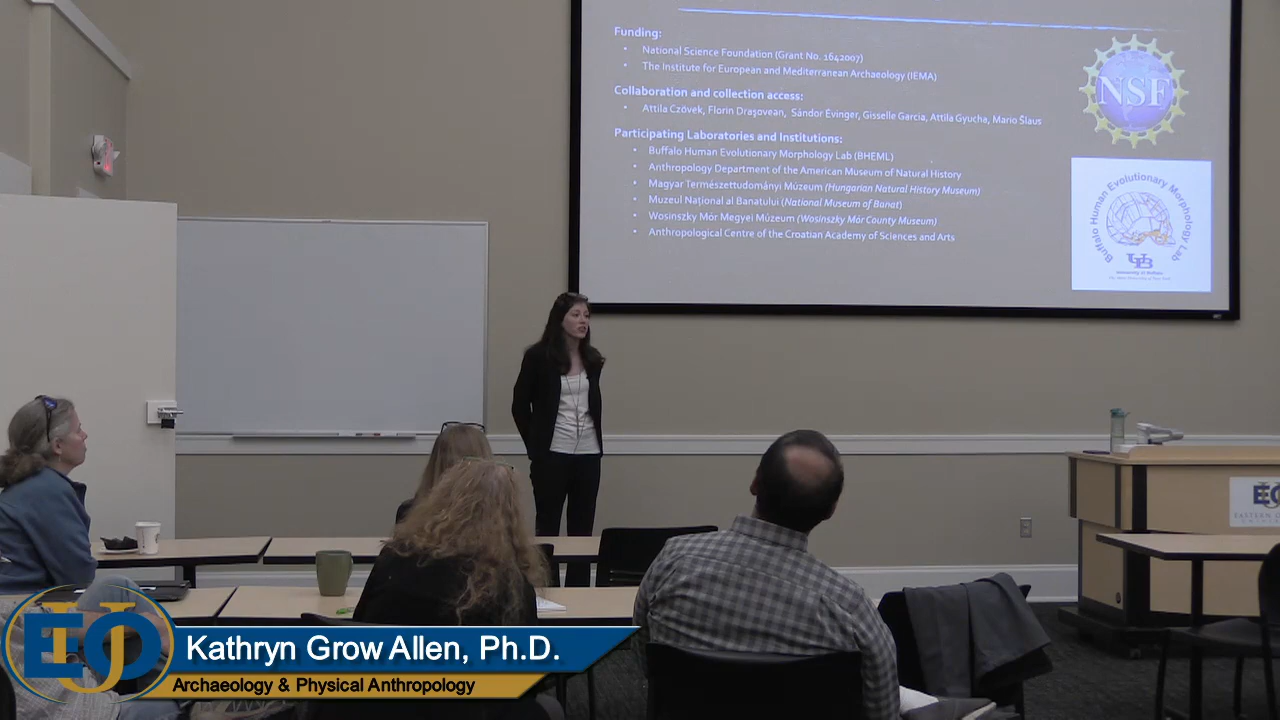 Funding:
• National Science Foundation (Grant No. 1642007)
• The Institute for European and Mediterranean Archaeology (IEMA)
Collaboration and collection access:
• Attila Czövek, Florin Draşovean, Sándor Évinger, Gisselle Garcia, Attila Gyucha, Mario Šlaus
Participating Laboratories and Institutions:
• Buffalo Human Evolutionary Morphology Lab (BHEML)
• Anthropology Department of the American Museum of Natural History
• Magyar Természettudományi Múzeum (Hungarian Natural History Museum)
• Muzeul Național al Banatului (National Museum of Banat)
• Wosinszky Mór Megyei Múzeum (Wosinszky Mór County Museum)
• Anthropological Centre of the Croatian Academy of Sciences and Arts
NSF
Buffalo Human Evolutionary Morphology Lab
UB
University at Buffalo
EOU
Kathryn Grow Allen, Ph.D.
Archaeology & Physical Anthropology